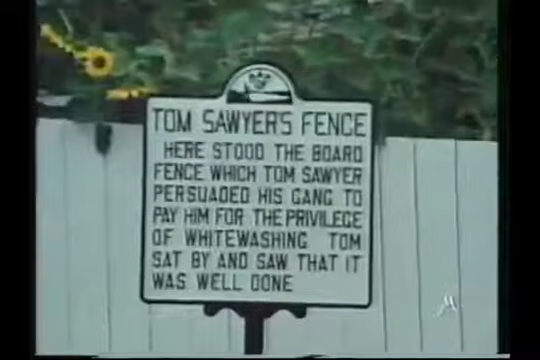 TOM SAWYER'S FENCE
HERE STOOD THE BOARD
FENCE WHICH TOM SAWYER
PERSUADED HIS GANG TO
PAY HIM FOR THE PRIVILEGE
OF WHITEWASHING. TOM
SAT BY AND SAW THAT IT
WAS WELL DONE.